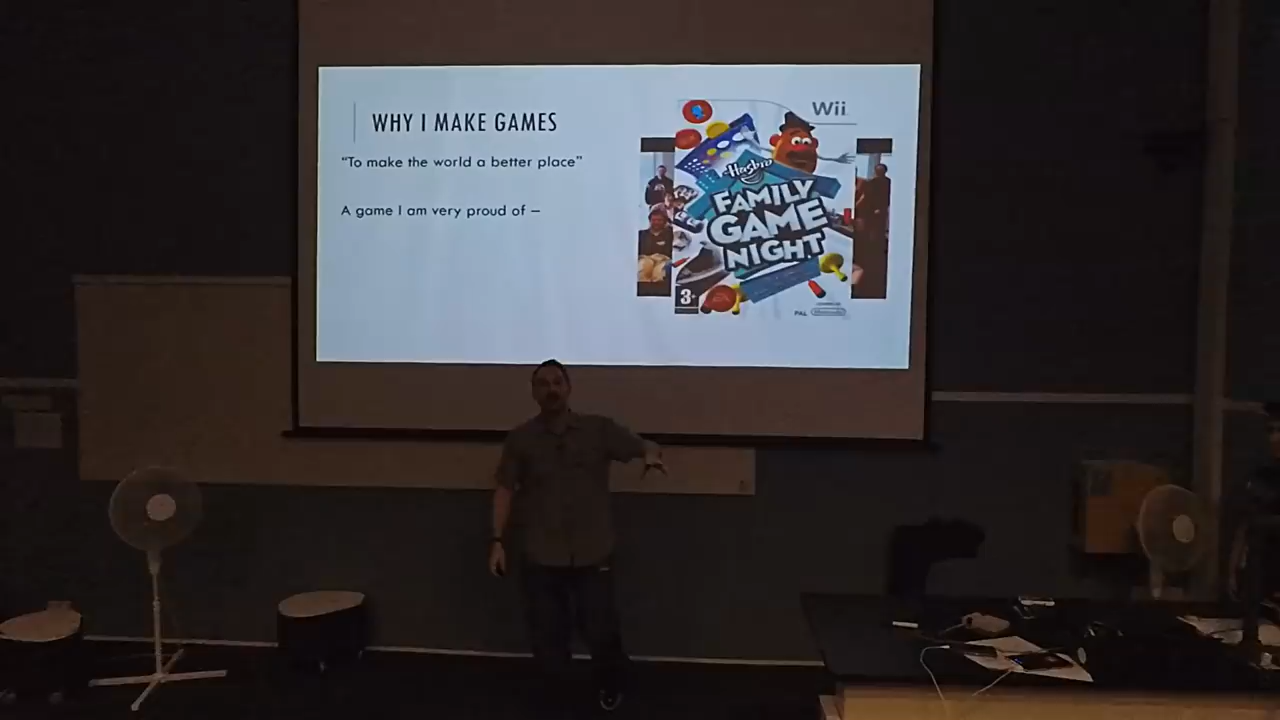 WHY I MAKE GAMES
“To make the world a better place”
A game I am very proud of –
Wii
Hasbro
FAMILY
GAME
NIGHT
3+
PAL
Nintendo